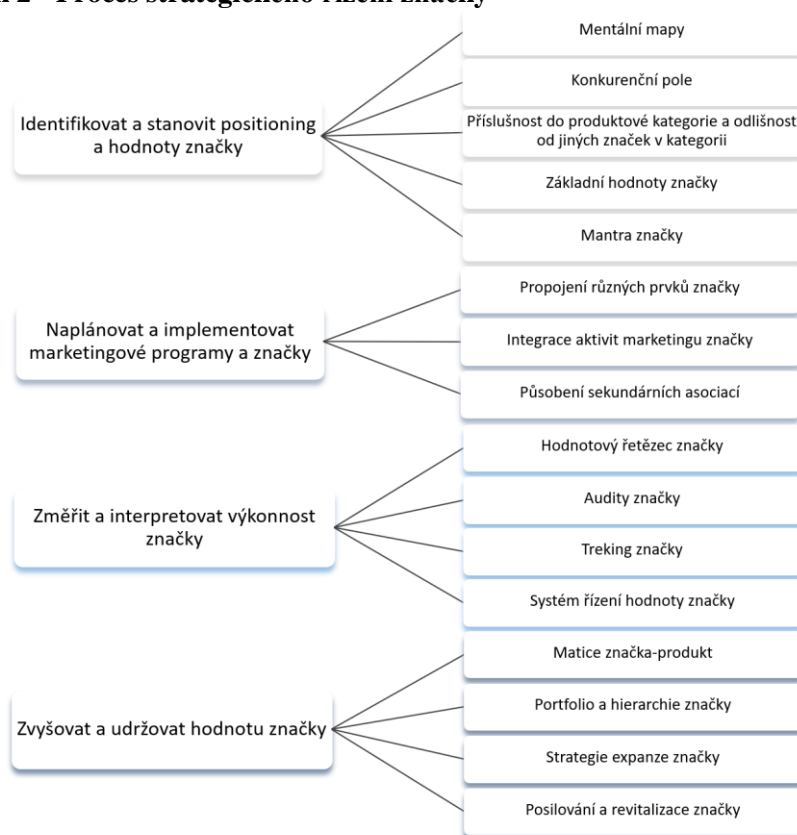 Proces strategického řízení značky
Identifikovat a stanovit positioning
a hodnoty značky
Mentální mapy
Konkurenční pole
Příslušnost do produktové kategorie a odlišnost
od jiných značek v kategorii
Základní hodnoty značky
Mantra značky
Naplánovat a implementovat
marketingové programy a značky
Propojení různých prvků značky
Integrace aktivit marketingu značky
Působení sekundárních asociací
Změřit a interpretovat výkonnost
značky
Hodnotový řetězec značky
Audity značky
Treking značky
Systém řízení hodnoty značky
Zvyšovat a udržovat hodnotu značky
Matice značka-produkt
Portfolio a hierarchie značky
Strategie expanze značky
Posilování a revitalizace značky